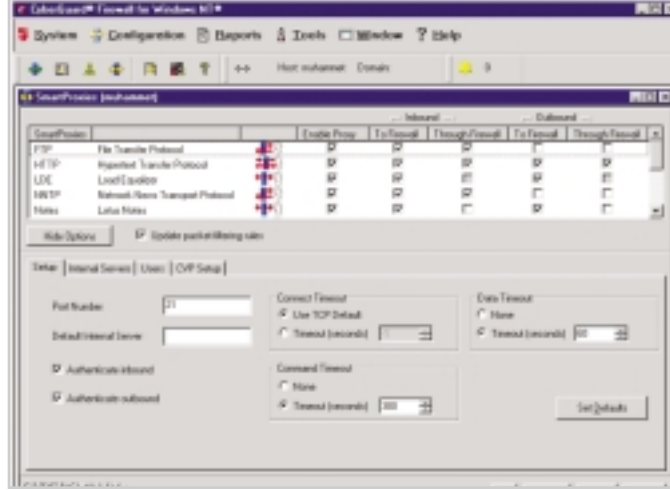 CyberGuard® Firewall for Windows NT®
System Configuration Reports Tools Window Help
Host: muhammet Domain: 0
SmartProxies (muhammet)
Inbound Outbound
SmartProxies Enable Proxy To Firewall Through Firewall To Firewall Through Firewall
FTP File Transfer Protocol
HTTP Hypertext Transfer Protocol
LDE Load Equalizer
NNTP Network News Transport Protocol
Notes Lotus Notes
Hide Options Update packet filtering rules
Setup Internal Servers Users CVP Setup
Port Number 21
Default Internal Server
Authenticate inbound
Authenticate outbound
Connect Timeout
Use TCP Default
Timeout (seconds)
Command Timeout
None
Timeout (seconds) 300
Data Timeout
None
Timeout (seconds) 60
Set Defaults